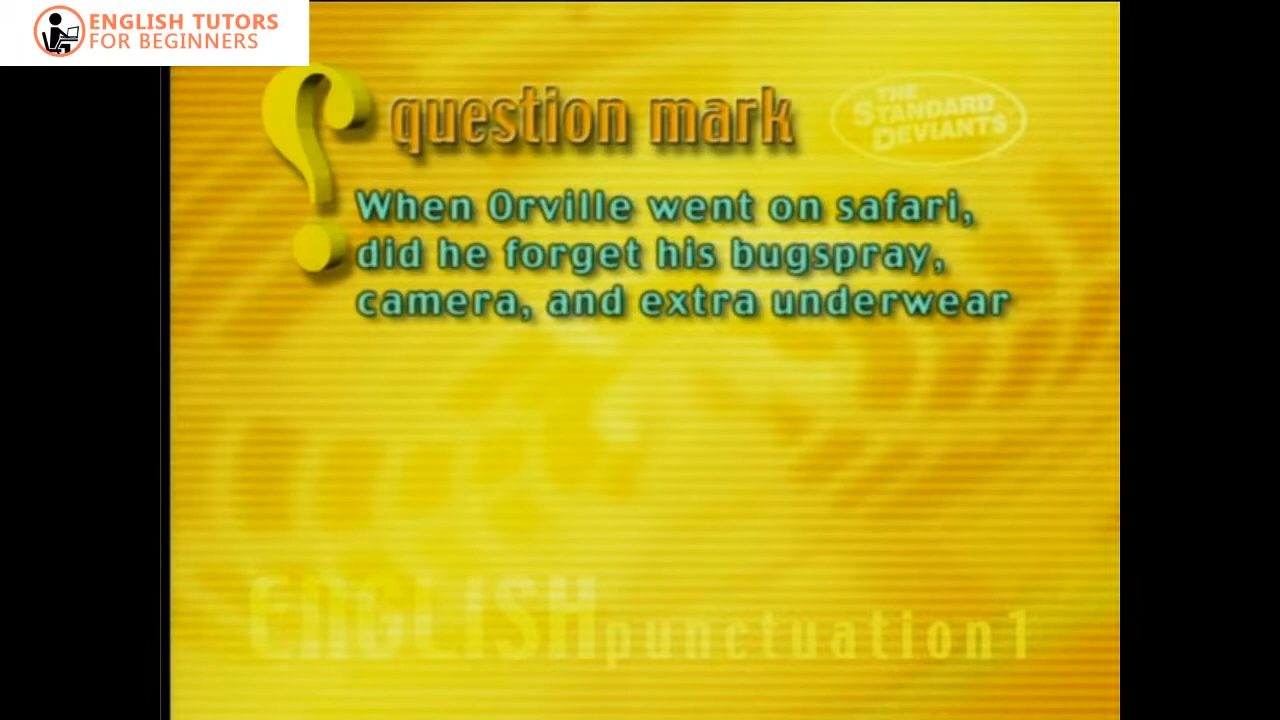 ENGLISH TUTORS
FOR BEGINNERS
? question mark
THE
STANDARD
DEVIANTS
When Orville went on safari,
did he forget his bugspray,
camera, and extra underwear
ENGLISH punctuation 1